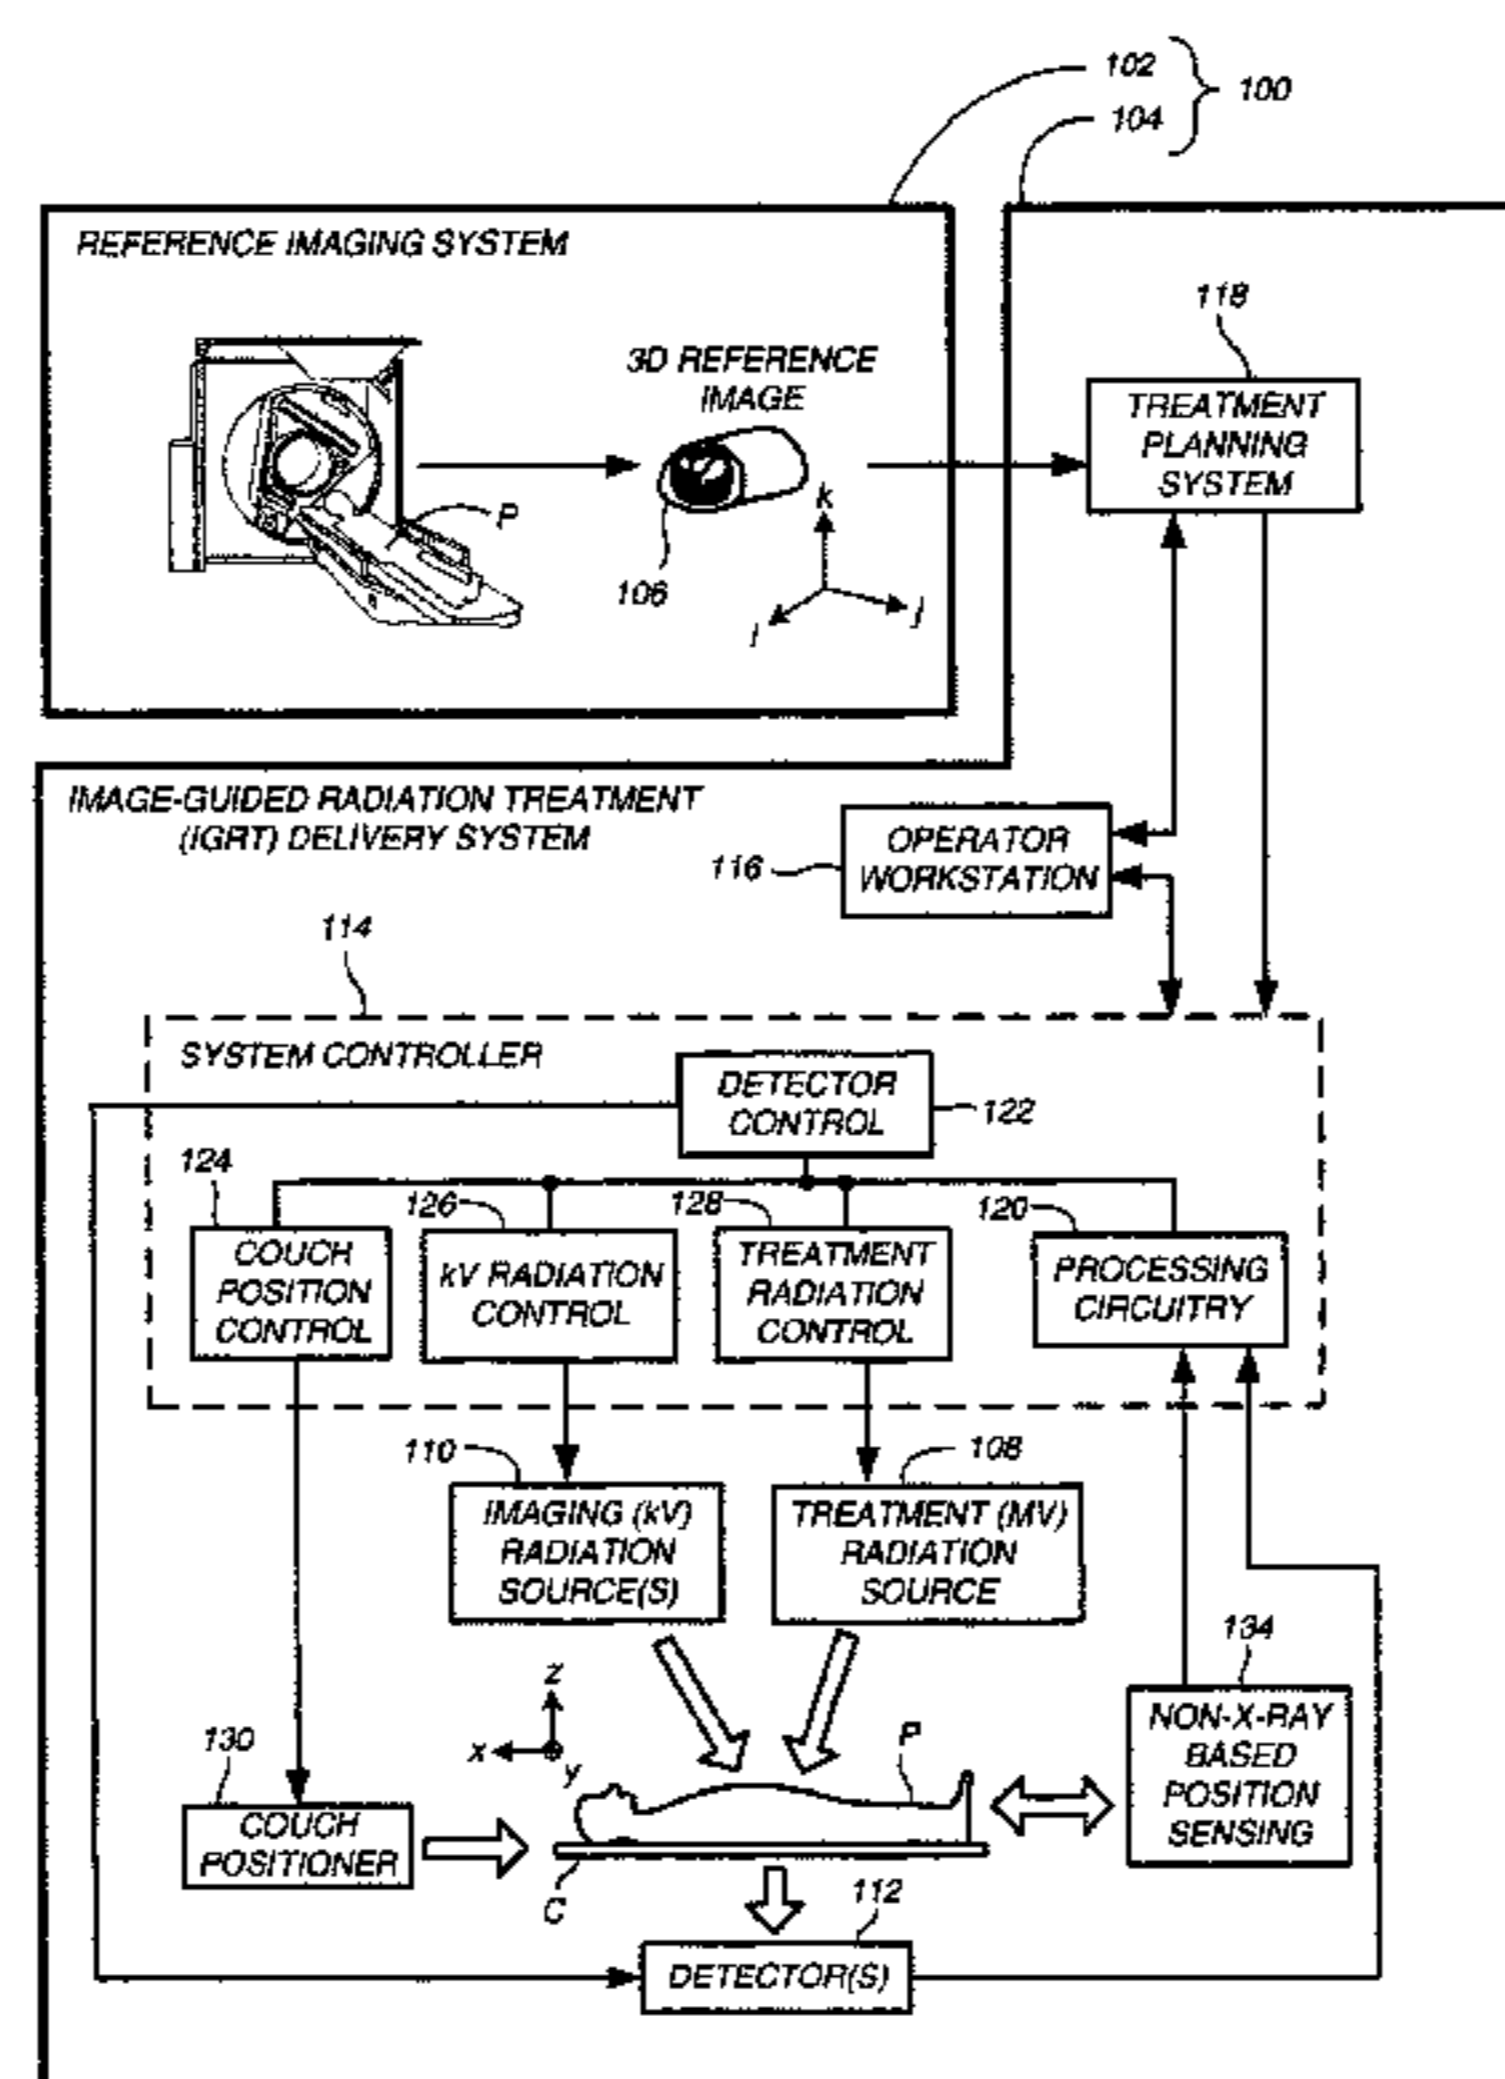 102
100
104
REFERENCE IMAGING SYSTEM
118
3D REFERENCE
IMAGE
TREATMENT
PLANNING
SYSTEM
k
P
106
i
j
IMAGE-GUIDED RADIATION TREATMENT
(IGRT) DELIVERY SYSTEM
OPERATOR
WORKSTATION
116
114
SYSTEM CONTROLLER
DETECTOR
CONTROL
122
124
126
128
120
COUCH
POSITION
CONTROL
kV RADIATION
CONTROL
TREATMENT
RADIATION
CONTROL
PROCESSING
CIRCUITRY
110
108
IMAGING (kV)
RADIATION
SOURCE(S)
TREATMENT (MV)
RADIATION
SOURCE
134
z
x
y
P
NON-X-RAY
BASED
POSITION
SENSING
130
COUCH
POSITIONER
C
112
DETECTOR(S)